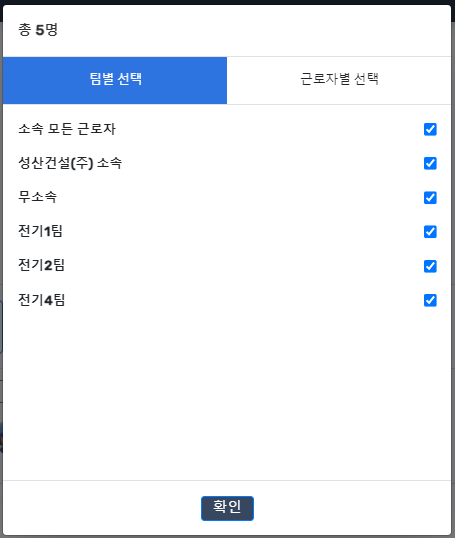 총 5명
팀별 선택
근로자별 선택
소속 모든 근로자
성산건설(주) 소속
무소속
전기1팀
전기2팀
전기4팀
확인